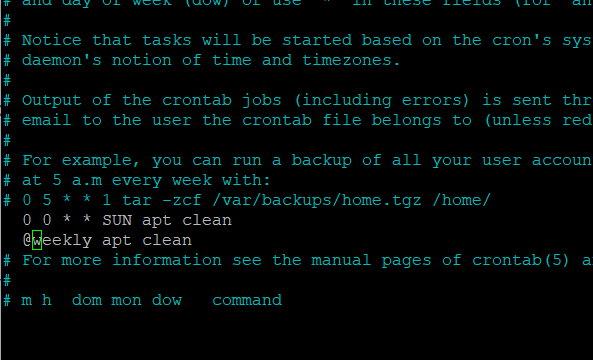 # and day of week (dow) or use '*' in these fields (for 'an
#
# Notice that tasks will be started based on the cron's sys
# daemon's notion of time and timezones.
#
# Output of the crontab jobs (including errors) is sent thr
# email to the user the crontab file belongs to (unless red
#
# For example, you can run a backup of all your user accoun
# at 5 a.m every week with:
# 0 5 * * 1 tar -zcf /var/backups/home.tgz /home/
0 0 * * SUN apt clean
@weekly apt clean
# For more information see the manual pages of crontab(5) a
#
# m h  dom mon dow   command